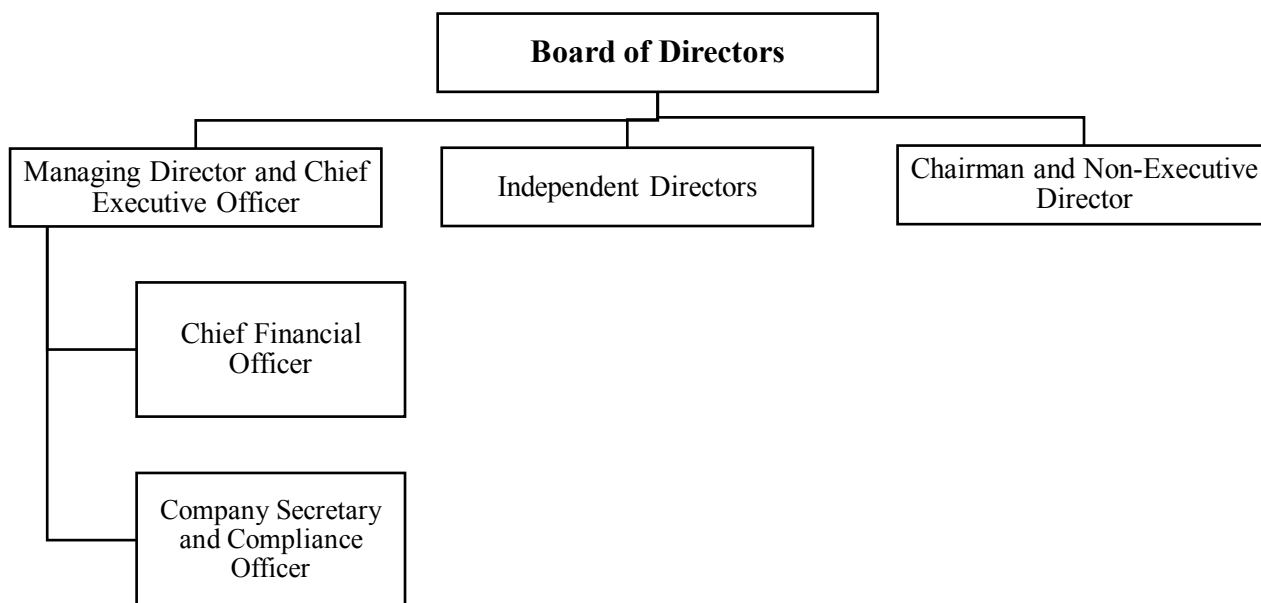 Board of Directors
Managing Director and Chief
Executive Officer
Independent Directors
Chairman and Non-Executive
Director
Chief Financial
Officer
Company Secretary
and Compliance
Officer